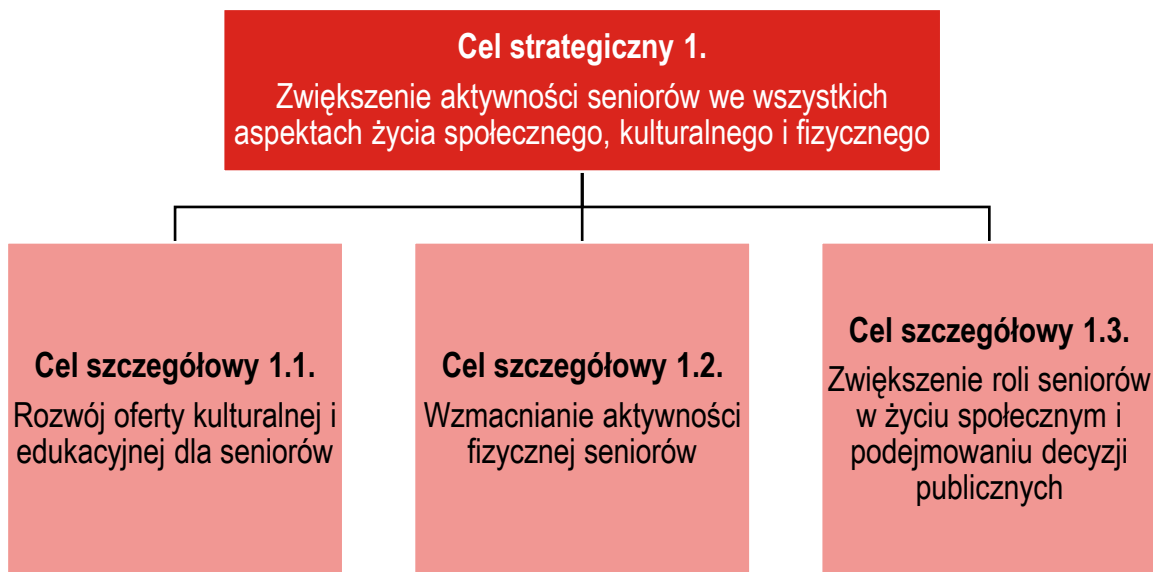 Cel strategiczny 1.
Zwiększenie aktywności seniorów we wszystkich
aspektach życia społecznego, kulturalnego i fizycznego
Cel szczegółowy 1.1.
Rozwój oferty kulturalnej i
edukacyjnej dla seniorów
Cel szczegółowy 1.2.
Wzmacnianie aktywności
fizycznej seniorów
Cel szczegółowy 1.3.
Zwiększenie roli seniorów
w życiu społecznym i
podejmowaniu decyzji
publicznych